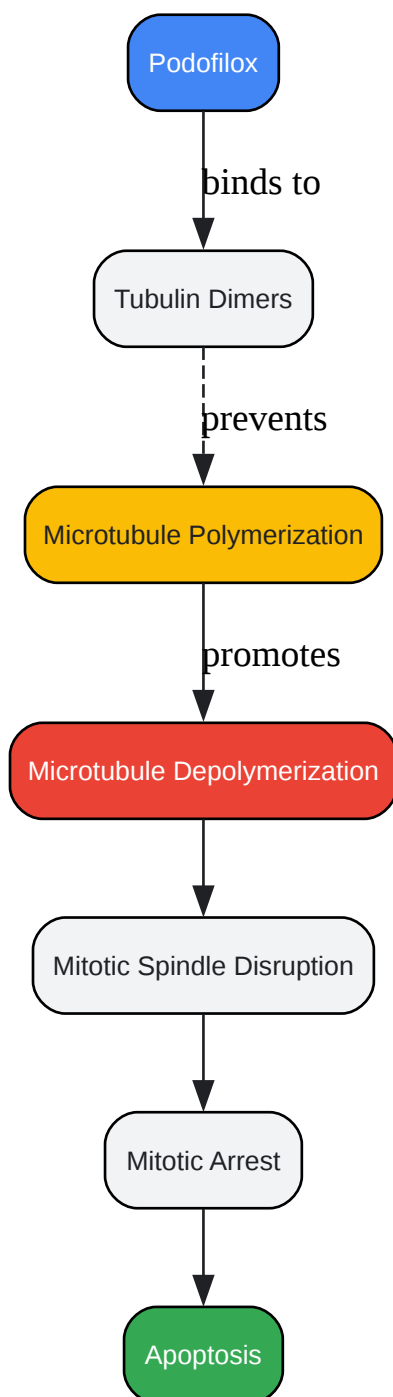 Podofilox
binds to
Tubulin Dimers
prevents
Microtubule Polymerization
promotes
Microtubule Depolymerization
Mitotic Spindle Disruption
Mitotic Arrest
Apoptosis